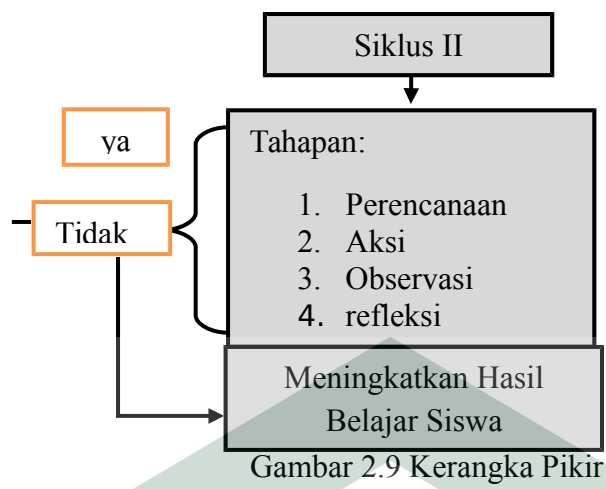 Siklus II
ya
Tidak
Tahapan:
1. Perencanaan
2. Aksi
3. Observasi
4. refleksi
Meningkatkan Hasil
Belajar Siswa
Gambar 2.9 Kerangka Pikir